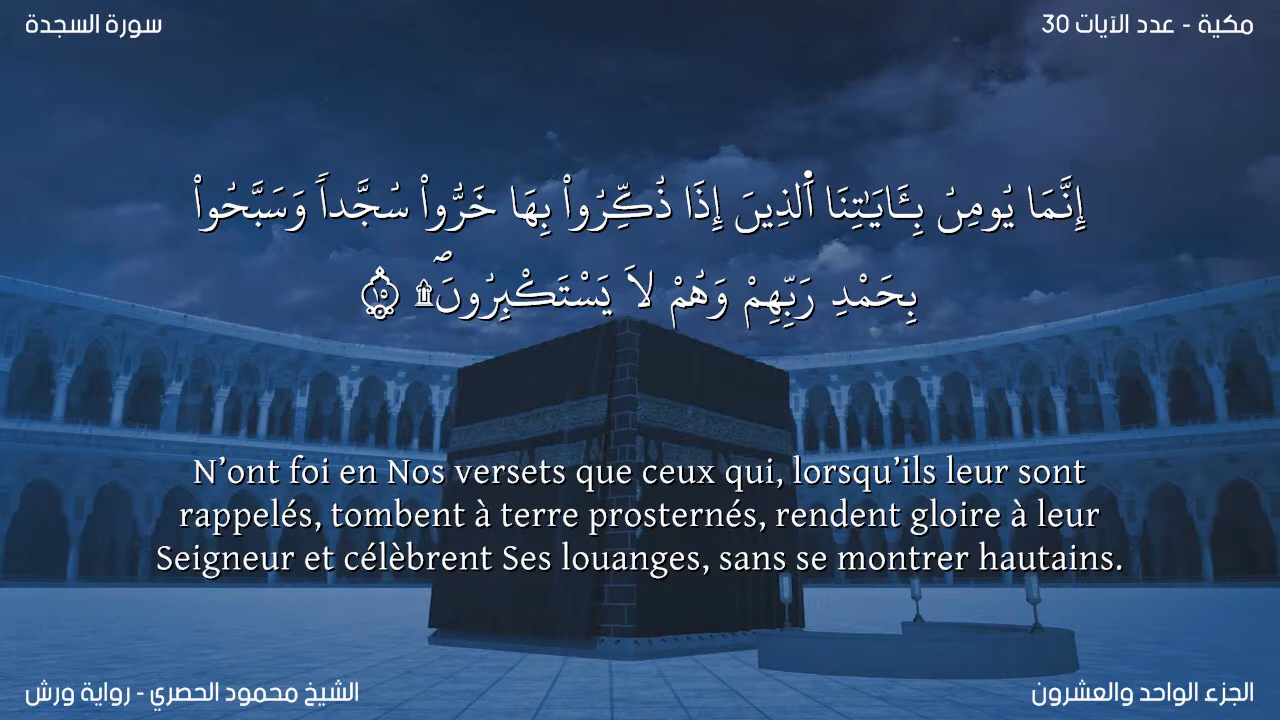 مكية - عدد الآيات 30
سورة السجدة
إِنَّمَا يُومِنُ بِـَٔايَٰتِنَا اَ۬لذِينَ إِذَا ذُكِّرُواْ بِهَا خَرُّواْ سُجَّداٗ وَسَبَّحُواْ
بِحَمْدِ رَبِّهِمْ وَهُمْ لَا يَسْتَكْبِرُونَۖ ۩ ١٥
N’ont foi en Nos versets que ceux qui, lorsqu’ils leur sont
rappelés, tombent à terre prosternés, rendent gloire à leur
Seigneur et célèbrent Ses louanges, sans se montrer hautains.
الجزء الواحد والعشرون
الشيخ محمود الحصري - رواية ورش